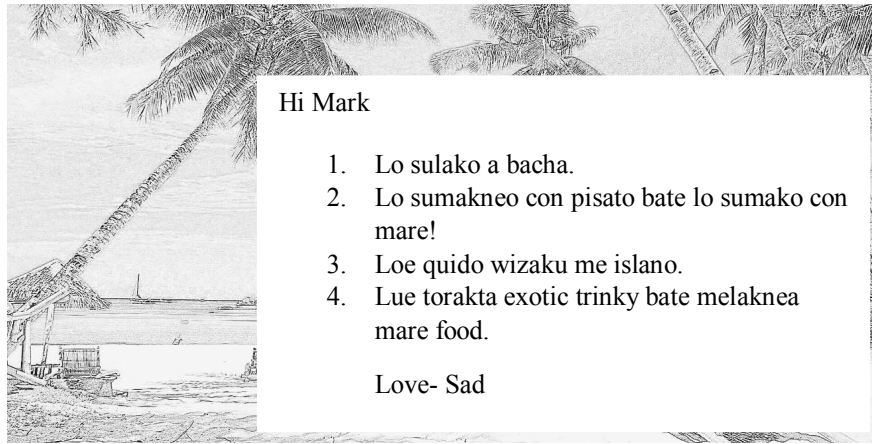 Hi Mark
1. Lo sulako a bacha.
2. Lo sumakneo con pisato bate lo sumako con
mare!
3. Loe quido wizaku me islano.
4. Lue torakta exotic trinky bate melaknea
mare food.
Love- Sad